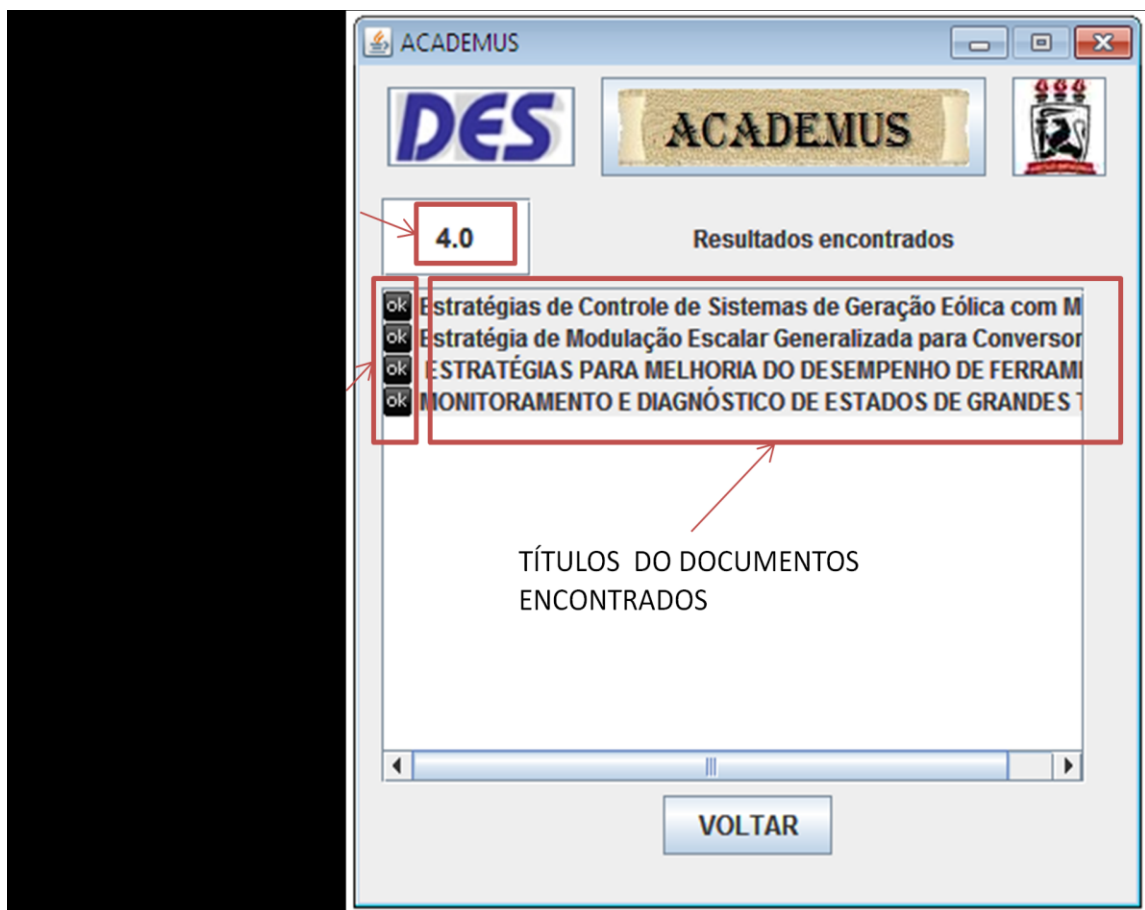 ACADEMUS
DES
ACADEMUS
4.0
Resultados encontrados
ok Estratégias de Controle de Sistemas de Geração Eólica com M
ok Estratégia de Modulação Escalar Generalizada para Conversor
ok ESTRATÉGIAS PARA MELHORIA DO DESEMPENHO DE FERRAM
ok MONITORAMENTO E DIAGNÓSTICO DE ESTADOS DE GRANDES T
TÍTULOS DO DOCUMENTOS
ENCONTRADOS
VOLTAR